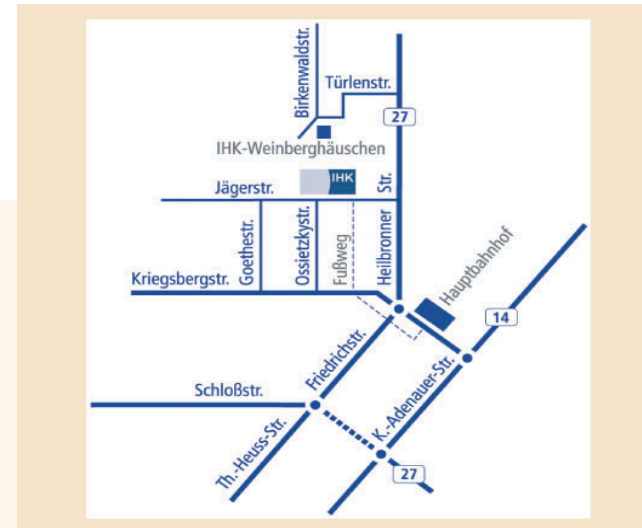 Birkenwaldstr.
Türlenstr.
27
IHK-Weinberghäuschen
IHK
Jägerstr.
Heilbronner Str.
Goethestr.
Ossietzkystr.
Fußweg
Hauptbahnhof
Kriegsbergstr.
14
Friedrichstr.
Schloßstr.
K.-Adenauer-Str.
Th.-Heuss-Str.
27